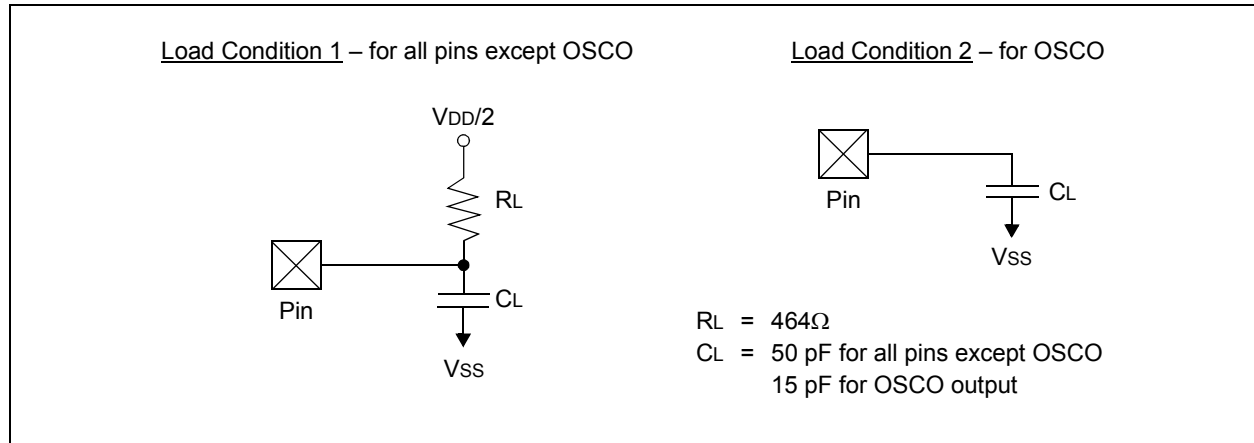 Load Condition 1 – for all pins except OSCO
VDD/2
RL
Pin
CL
VSS
Load Condition 2 – for OSCO
Pin
CL
VSS
RL = 464Ω
CL = 50 pF for all pins except OSCO
15 pF for OSCO output